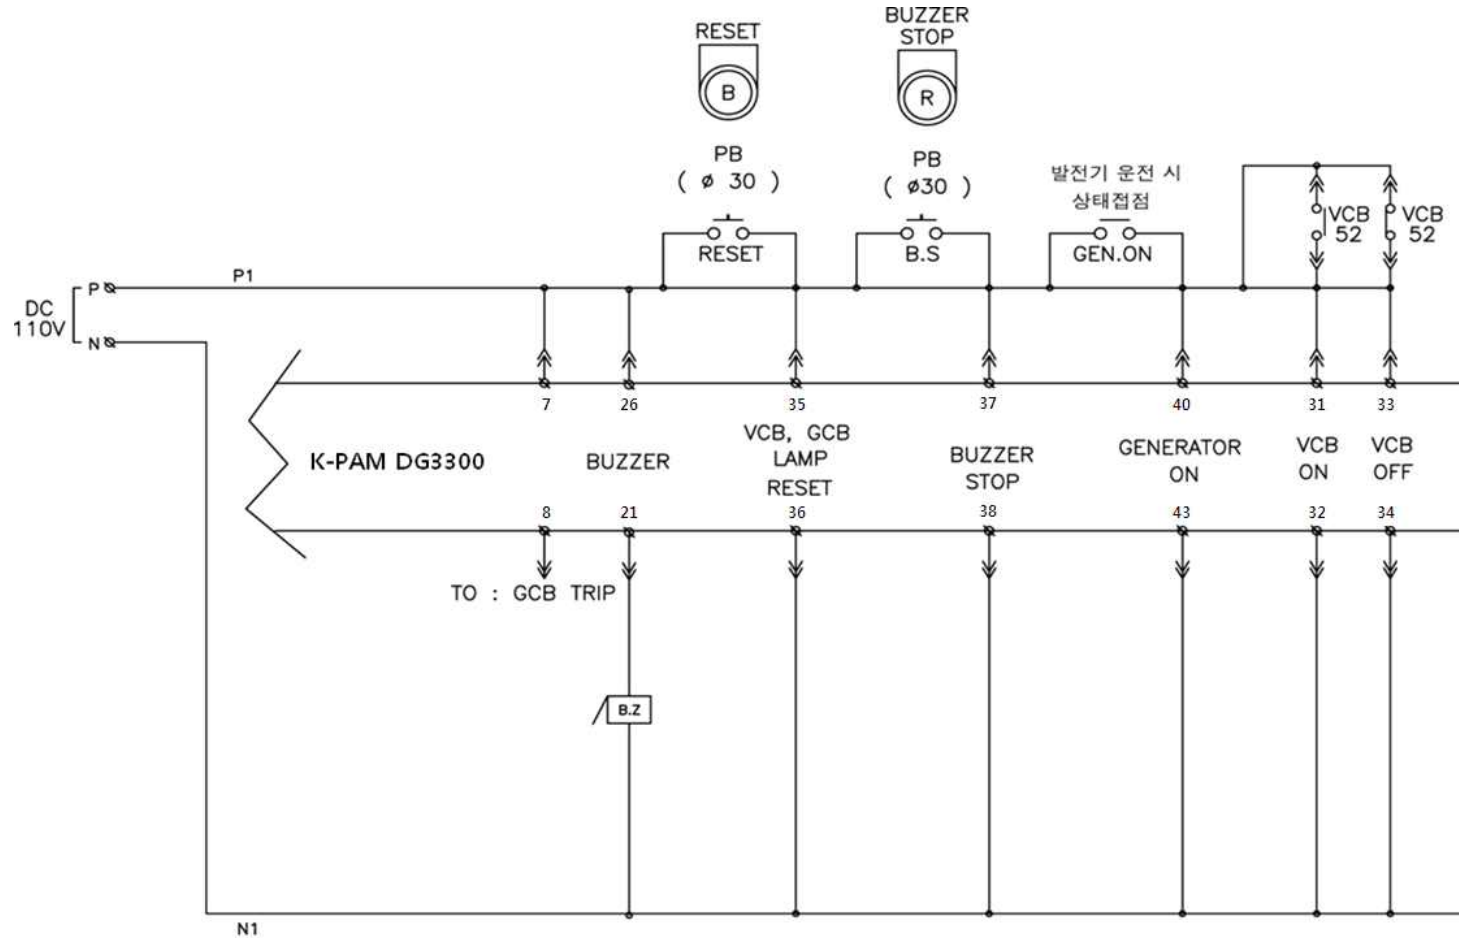 RESET
B
PB
( ø 30 )
RESET
BUZZER
STOP
R
PB
( ø30 )
B.S
발전기 운전 시
상태접점
GEN.ON
VCB
52
VCB
52
P1
DC
110V
P
N
7
26
35
37
40
31
33
K-PAM DG3300
BUZZER
VCB, GCB
LAMP
RESET
BUZZER
STOP
GENERATOR
ON
VCB
ON
VCB
OFF
8
21
36
38
43
32
34
TO : GCB TRIP
B.Z
N1